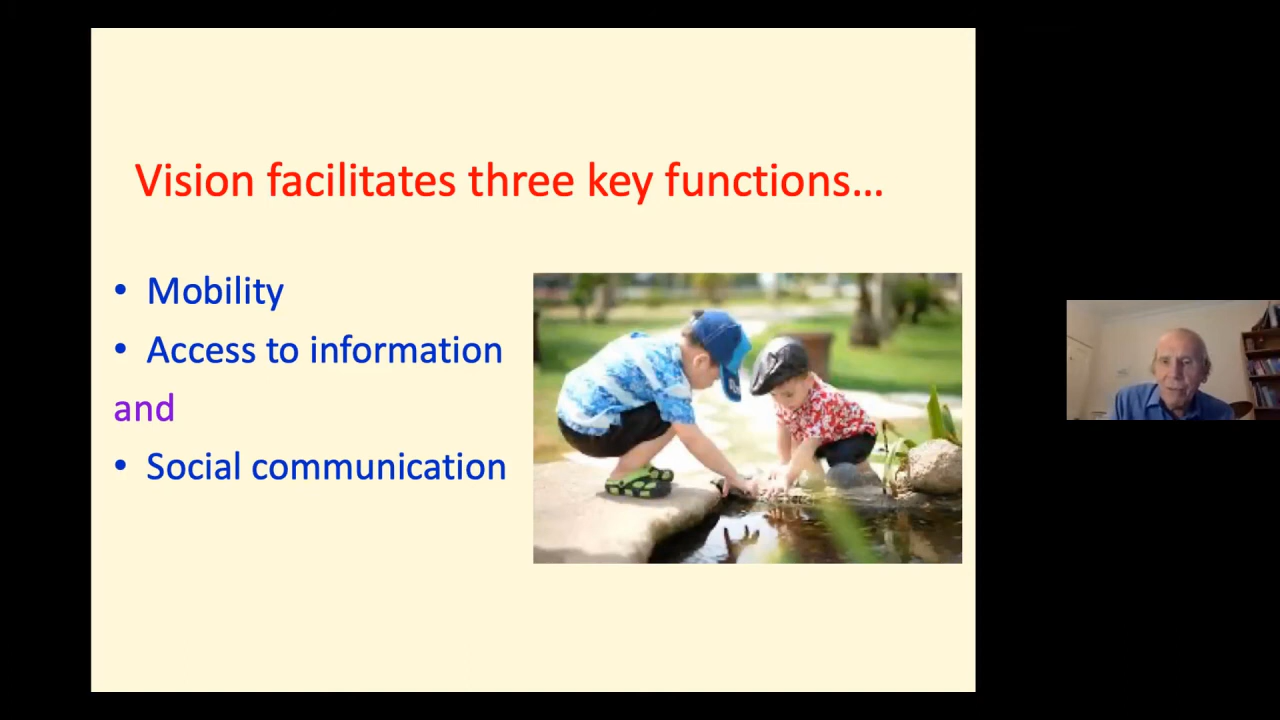 Vision facilitates three key functions...
• Mobility
• Access to information
and
• Social communication